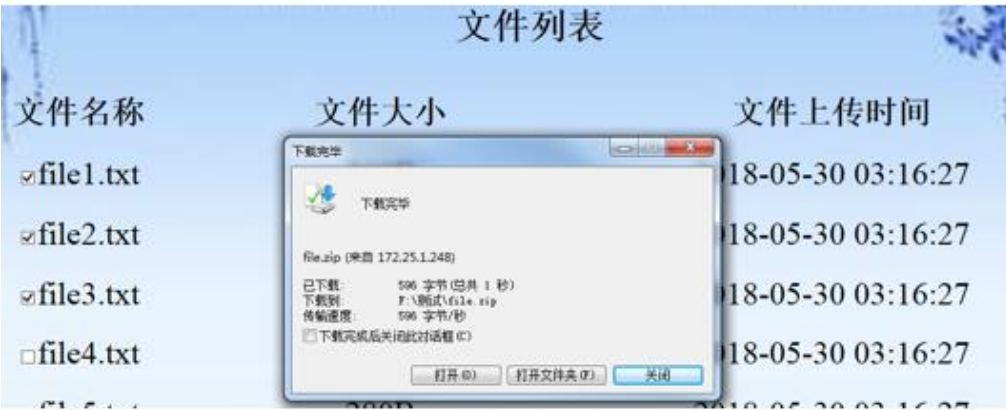 文件列表
文件名称 文件大小 文件上传时间
下载完毕
file1.txt 18-05-30 03:16:27
下载完毕
file2.txt 18-05-30 03:16:27
file.zip (来自 172.25.1.248)
已下载: 596 字节(总共 1 秒)
下载到: F:\测试\file.zip
传输速度: 596 字节/秒
file3.txt 18-05-30 03:16:27
下载完成后关闭此对话框(C)
file4.txt 18-05-30 03:16:27
打开(O) 打开文件夹(F) 关闭